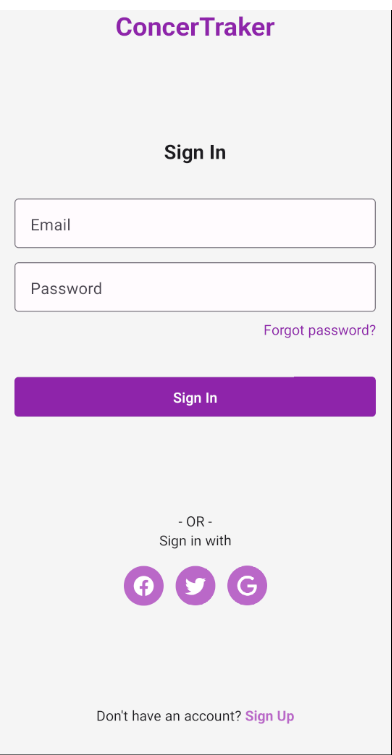 ConcerTraker
Sign In
Email
Password
Forgot password?
Sign In
- OR -
Sign in with
Don't have an account? Sign Up